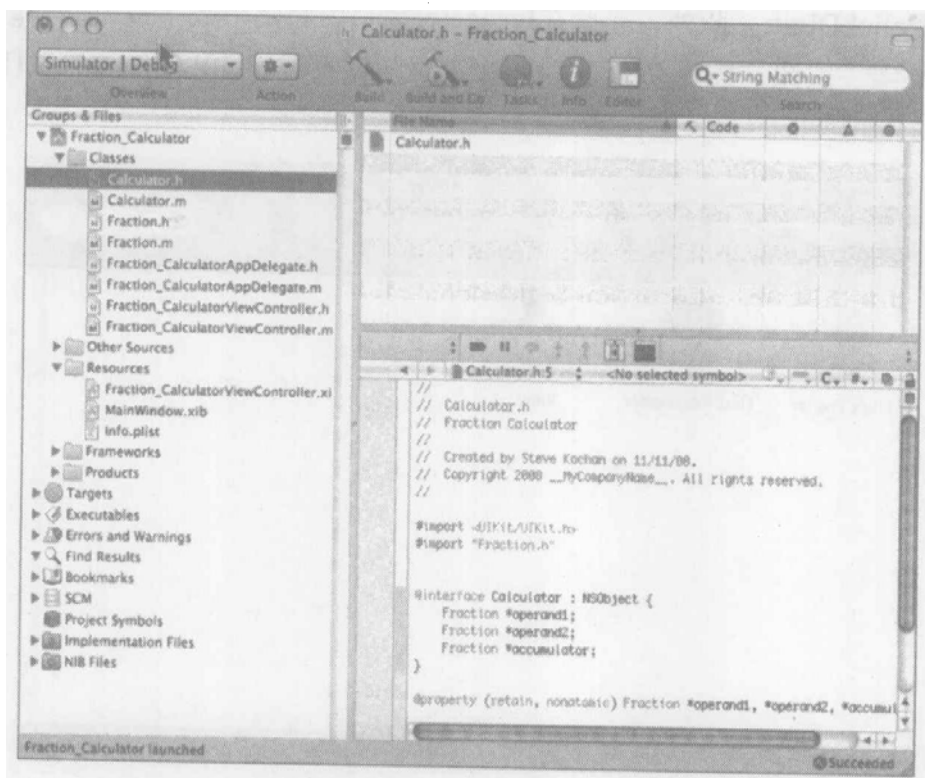 Calculator.h - Fraction_Calculator
Simulator | Debug
String Matching
Overview
Action
Build
Build and Go
Tasks
Info
Editor
Search
Groups & Files
File Name
Code
Fraction_Calculator
Calculator.h
Classes
Calculator.h
Calculator.m
Fraction.h
Fraction.m
Fraction_CalculatorAppDelegate.h
Fraction_CalculatorAppDelegate.m
Fraction_CalculatorViewController.h
Fraction_CalculatorViewController.m
Other Sources
Resources
Fraction_CalculatorViewController.xi
MainWindow.xib
Info.plist
Frameworks
Products
Targets
Executables
Errors and Warnings
Find Results
Bookmarks
SCM
Project Symbols
Implementation Files
NIB Files
Calculator.h:5
<No selected symbol>
C
#
//
// Calculator.h
// Fraction Calculator
//
// Created by Steve Kochan on 11/11/08.
// Copyright 2008 __MyCompanyName__. All rights reserved.
//
#import <UIKit/UIKit.h>
#import "Fraction.h"
@interface Calculator : NSObject {
Fraction *operand1;
Fraction *operand2;
Fraction *accumulator;
}
@property (retain, nonatomic) Fraction *operand1, *operand2, *accumul
Fraction_Calculator launched
Succeeded